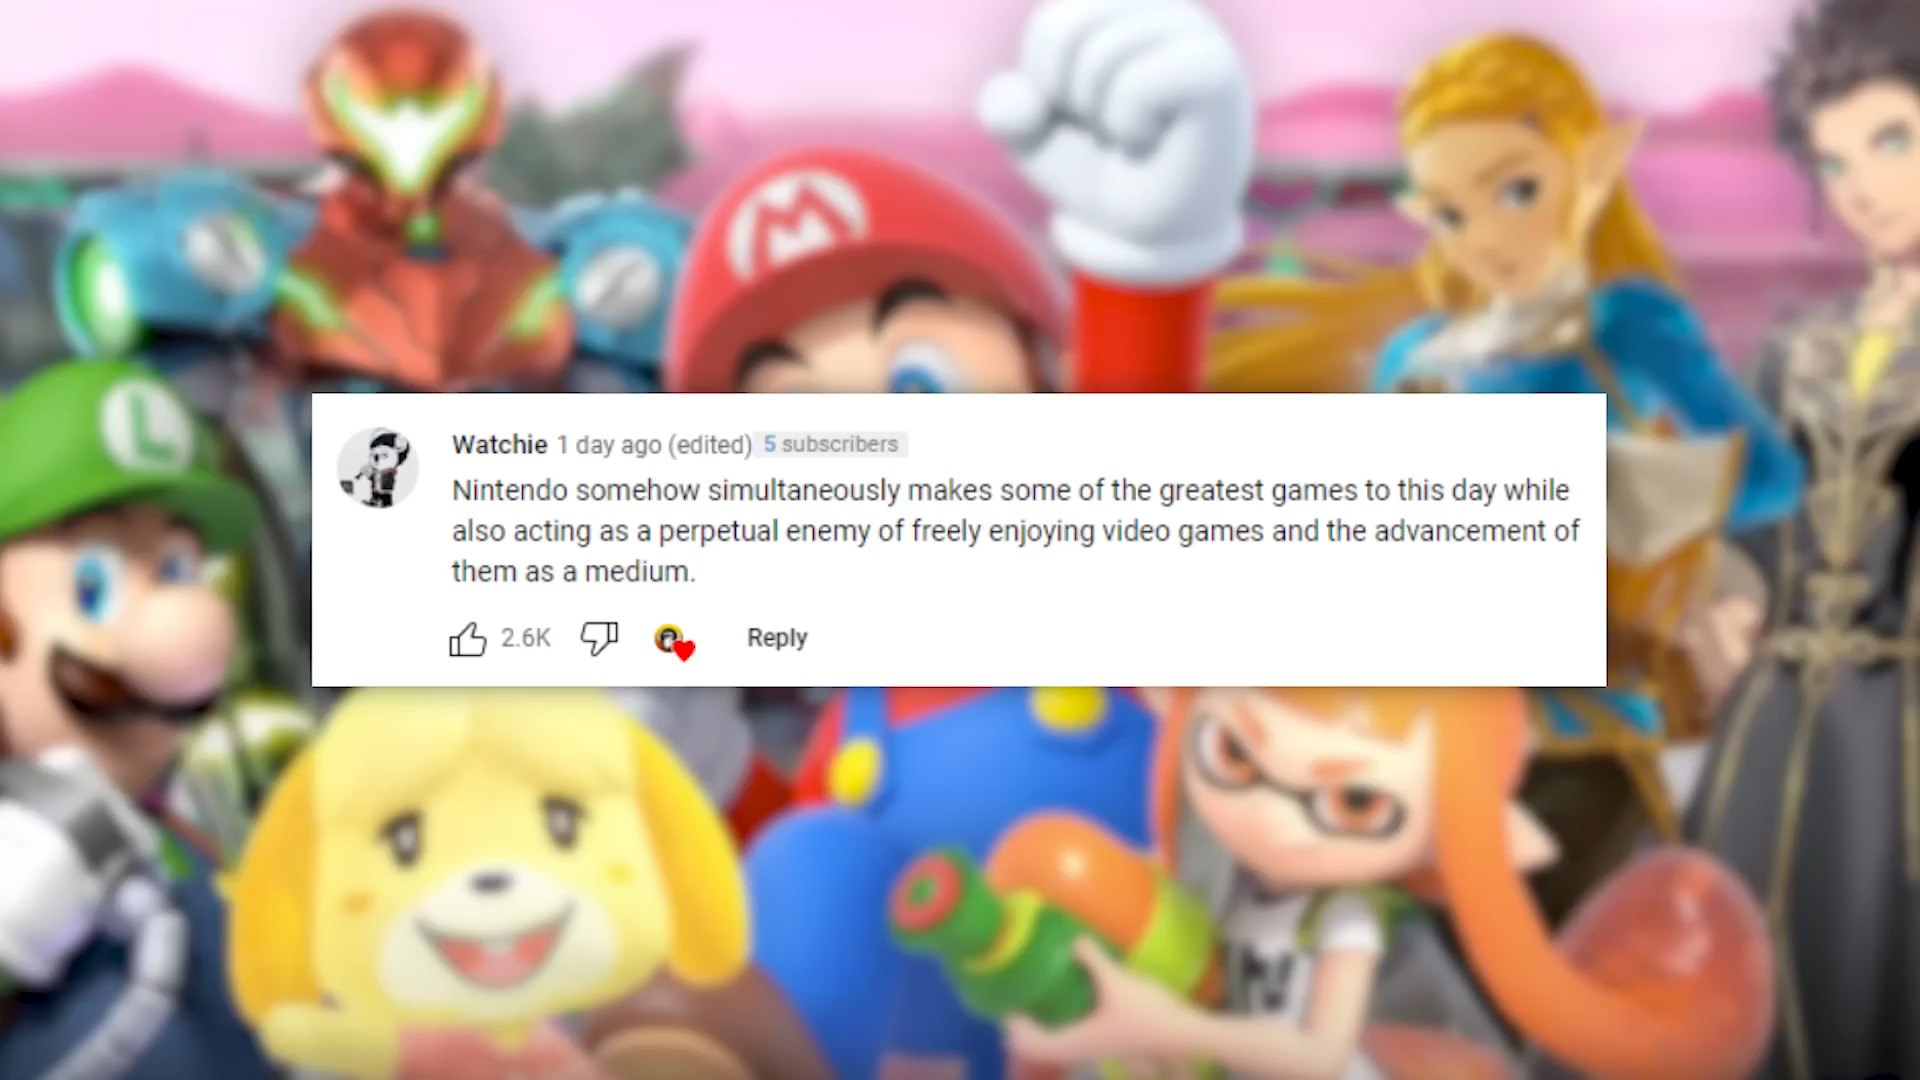 M
L
Watchie 1 day ago (edited) 5 subscribers
Nintendo somehow simultaneously makes some of the greatest games to this day while
also acting as a perpetual enemy of freely enjoying video games and the advancement of
them as a medium.
2.6K Reply